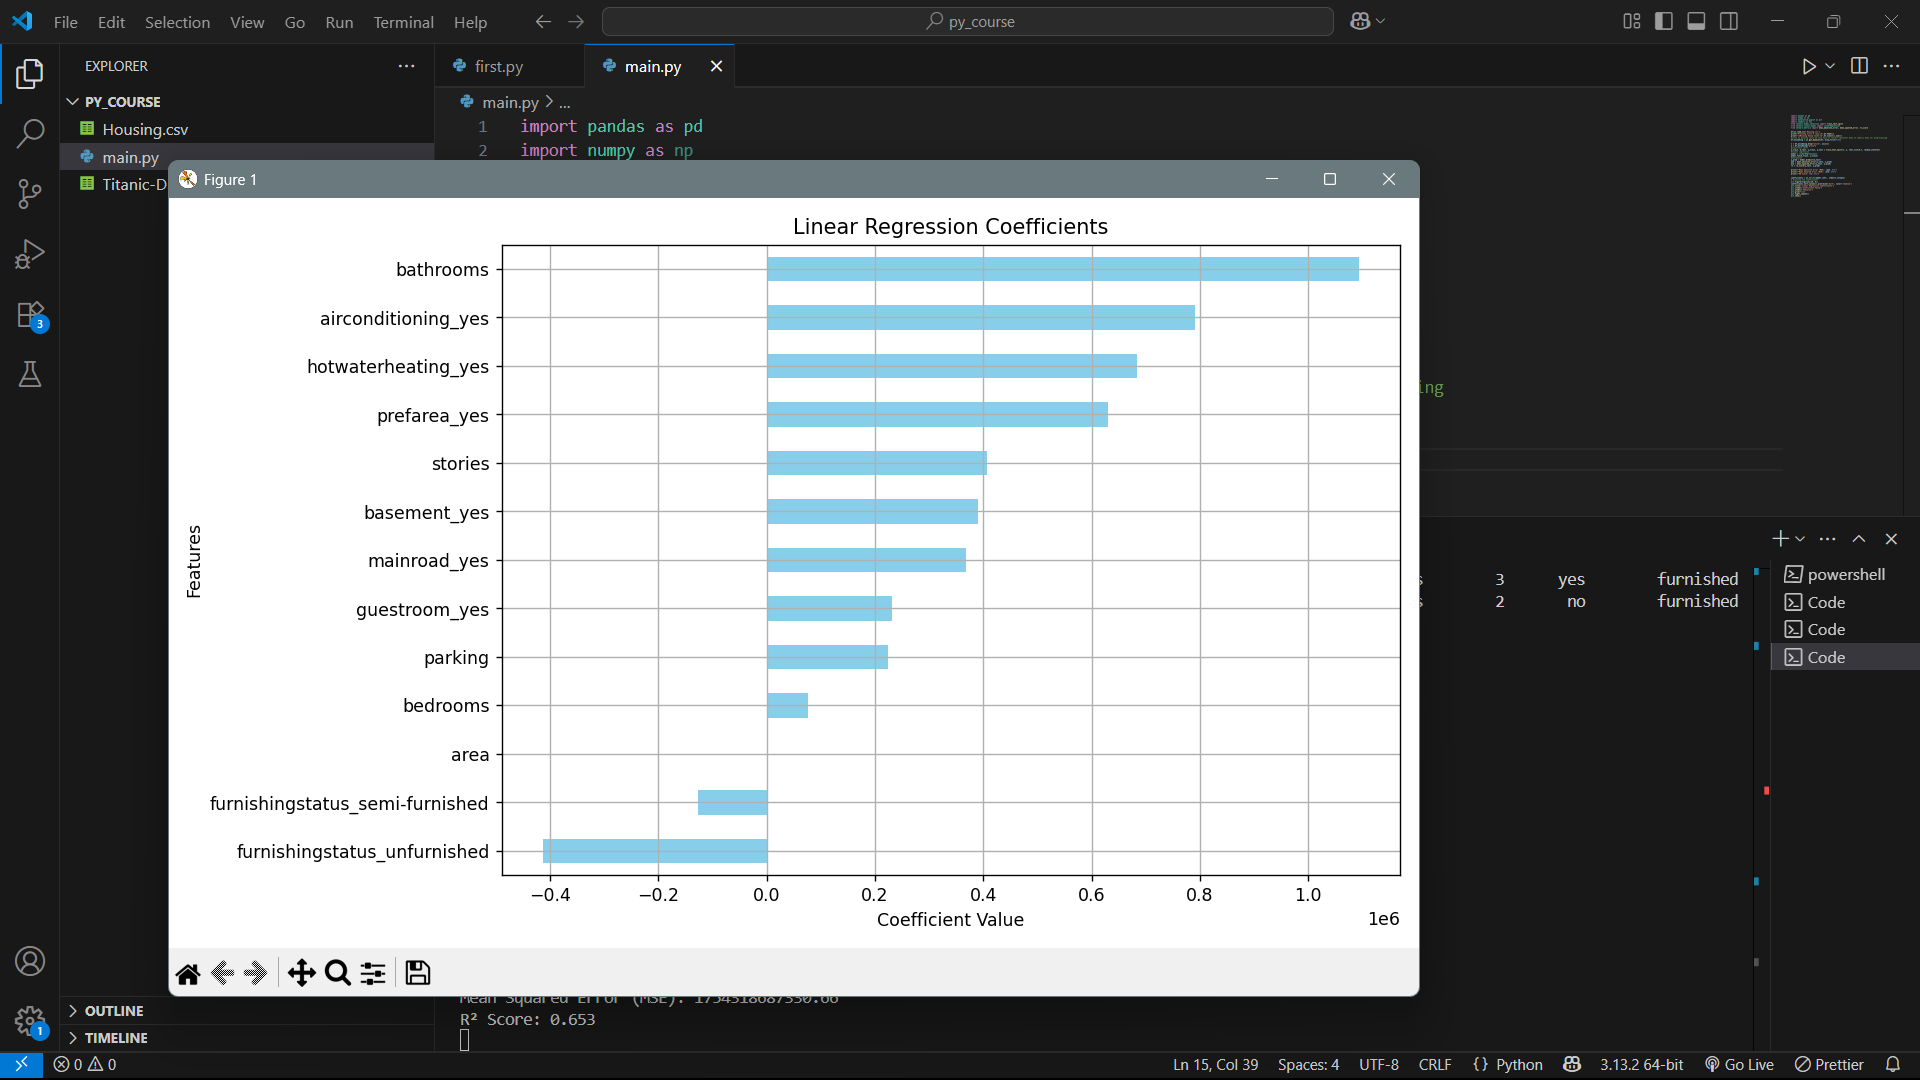 File Edit Selection View Go Run Terminal Help
py_course
EXPLORER
PY_COURSE
Housing.csv
main.py
first.py
main.py
main.py > ...
1 import pandas as pd
2 import numpy as np
Figure 1
Linear Regression Coefficients
bathrooms
airconditioning_yes
hotwaterheating_yes
prefarea_yes
stories
basement_yes
mainroad_yes
guestroom_yes
parking
bedrooms
area
furnishingstatus_semi-furnished
furnishingstatus_unfurnished
Features
−0.4 −0.2 0.0 0.2 0.4 0.6 0.8 1.0
Coefficient Value
1e6
3 yes furnished
2 no furnished
powershell
Code
Code
Code
Mean Squared Error (MSE): 1754318687330.66
R² Score: 0.653
OUTLINE
TIMELINE
3
1
0 0
Ln 15, Col 39 Spaces: 4 UTF-8 CRLF {} Python 3.13.2 64-bit Go Live Prettier